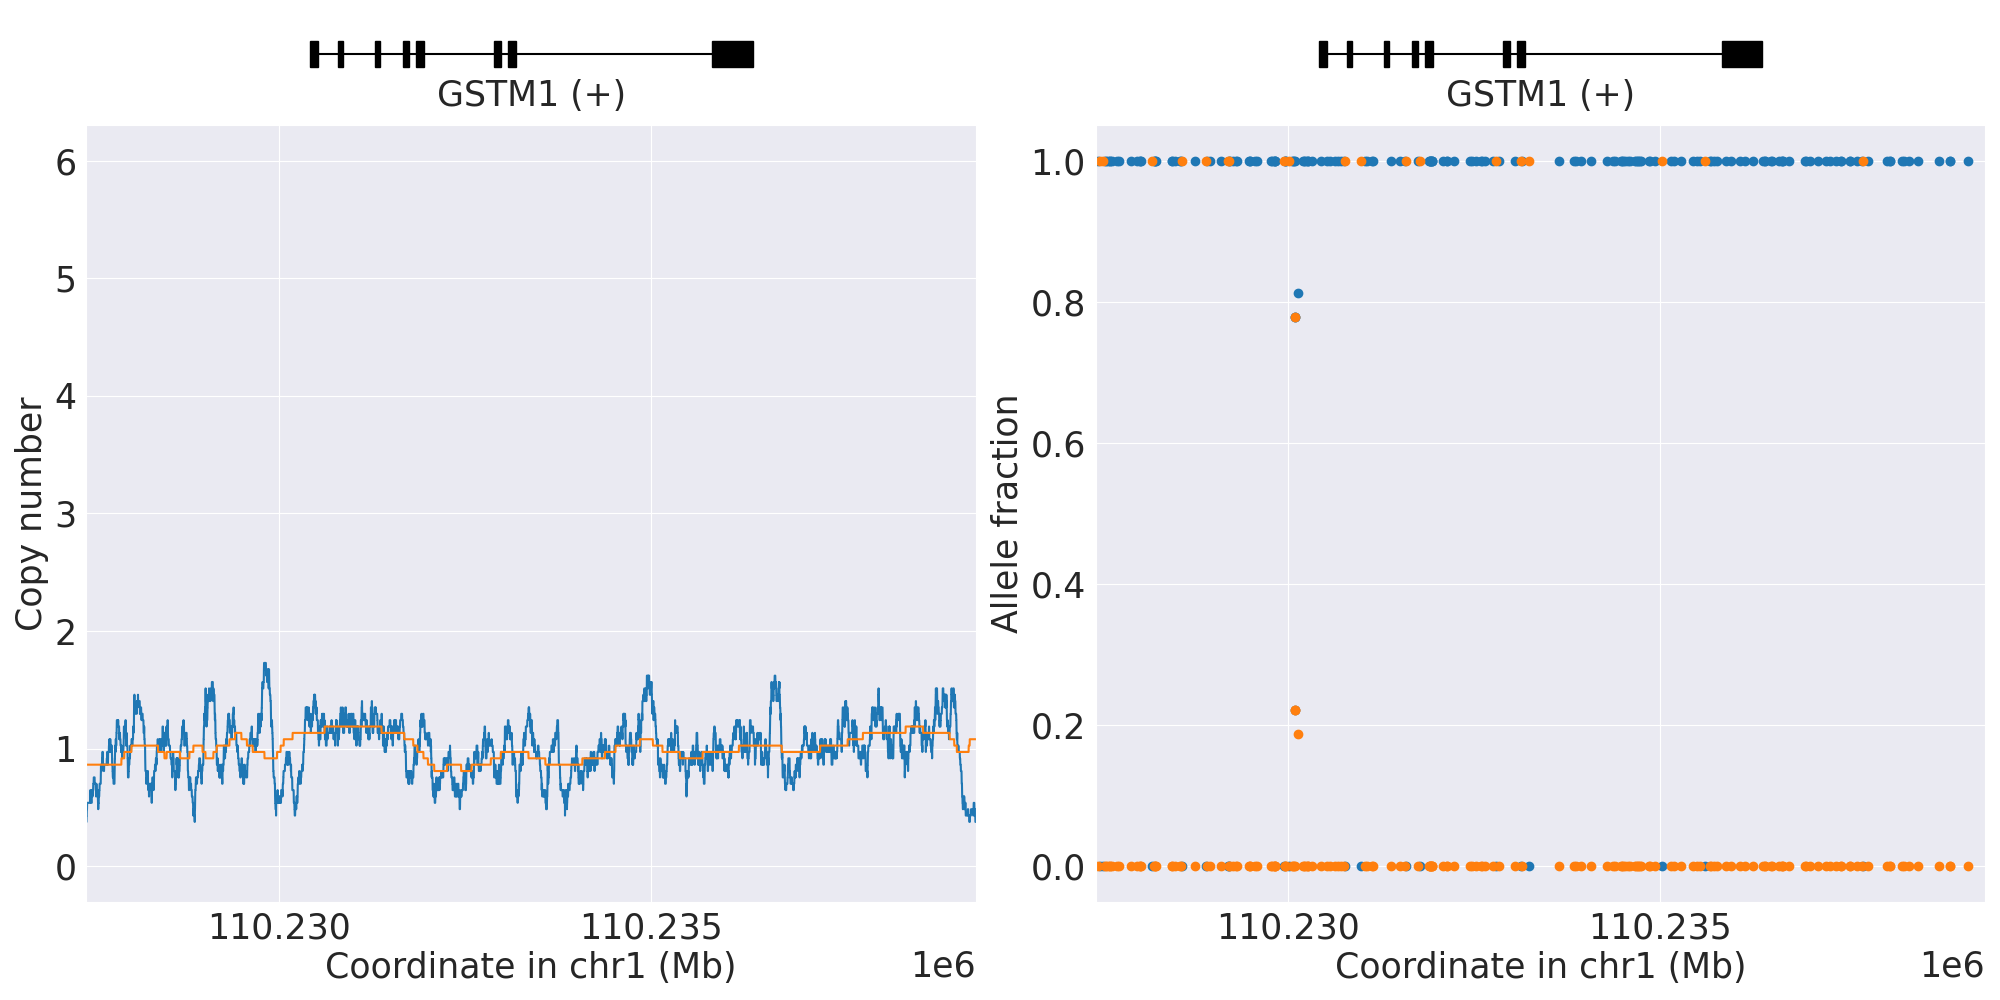 GSTM1 (+)
6
5
4
3
2
1
0
Copy number
110.230
110.235
Coordinate in chr1 (Mb)
1e6
GSTM1 (+)
1.0
0.8
0.6
0.4
0.2
0.0
Allele fraction
110.230
110.235
Coordinate in chr1 (Mb)
1e6